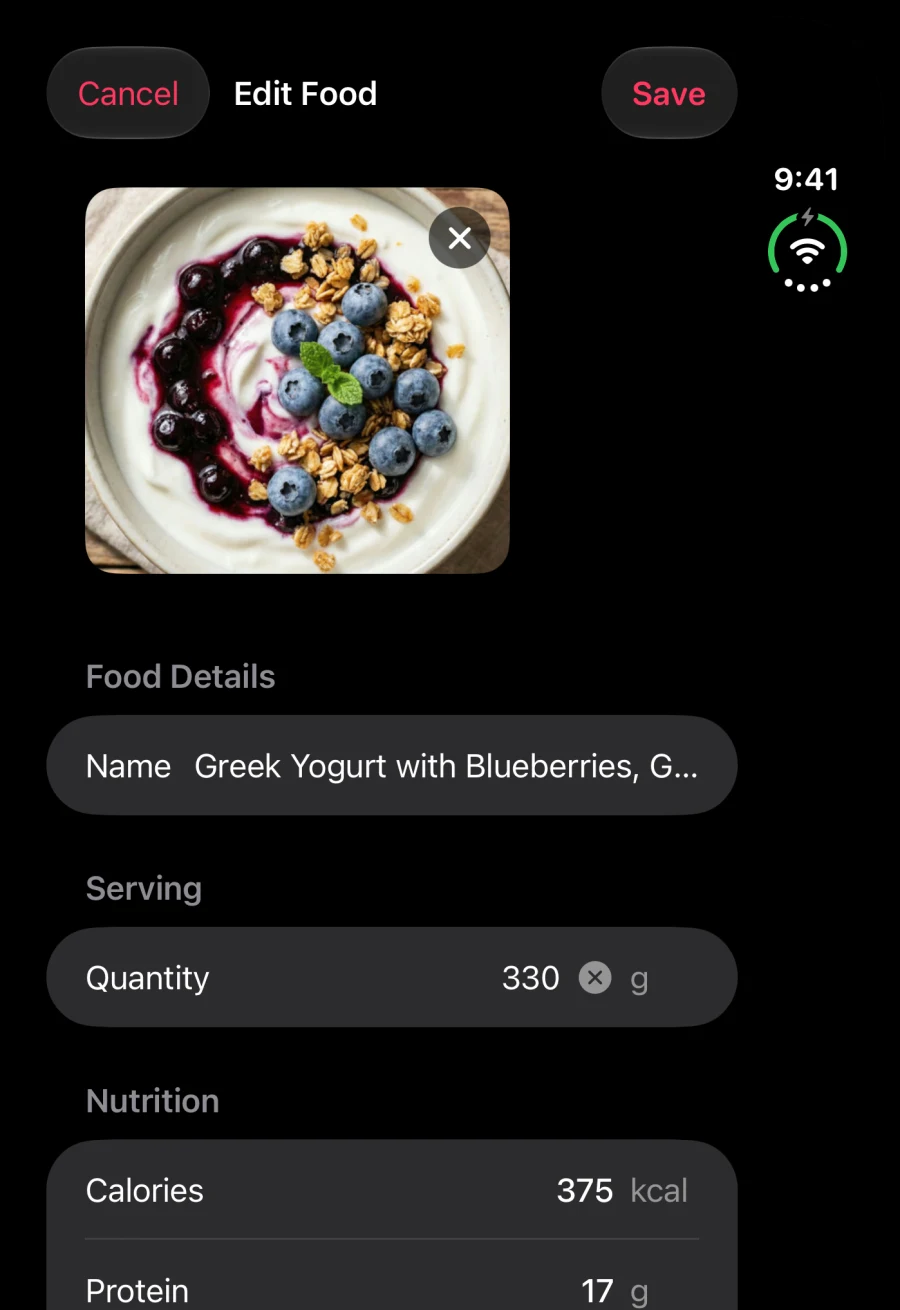 Cancel
Edit Food
Save
9:41
Food Details
Name Greek Yogurt with Blueberries, G...
Serving
Quantity 330 g
Nutrition
Calories 375 kcal
Protein 17 g